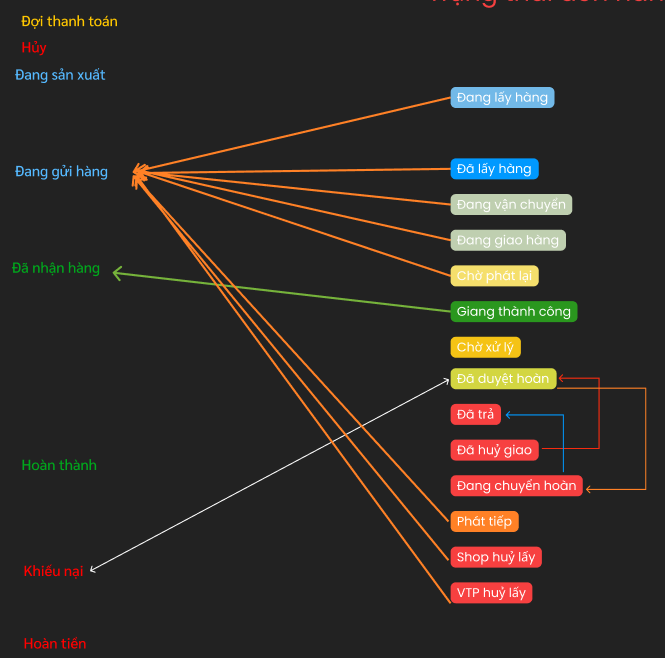 Đợi thanh toán
Hủy
Đang sản xuất
Đang gửi hàng
Đã nhận hàng
Hoàn thành
Khiếu nại
Hoàn tiền
Đang lấy hàng
Đã lấy hàng
Đang vận chuyển
Đang giao hàng
Chờ phát lại
Giang thành công
Chờ xử lý
Đã duyệt hoàn
Đã trả
Đã huỷ giao
Đang chuyển hoàn
Phát tiếp
Shop huỷ lấy
VTP huỷ lấy